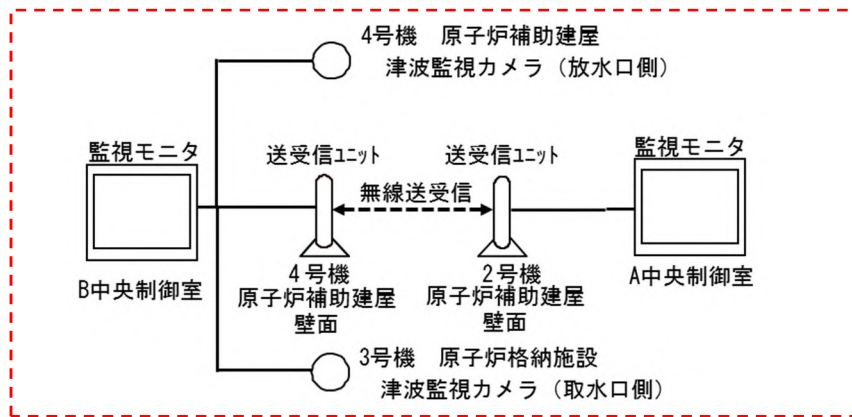 4号機　原子炉補助建屋
津波監視カメラ（放水口側）
監視モニタ
送受信ﾕﾆｯﾄ
送受信ﾕﾆｯﾄ
監視モニタ
無線送受信
B中央制御室
4号機
原子炉補助建屋
壁面
2号機
原子炉補助建屋
壁面
A中央制御室
3号機　原子炉格納施設
津波監視カメラ（取水口側）